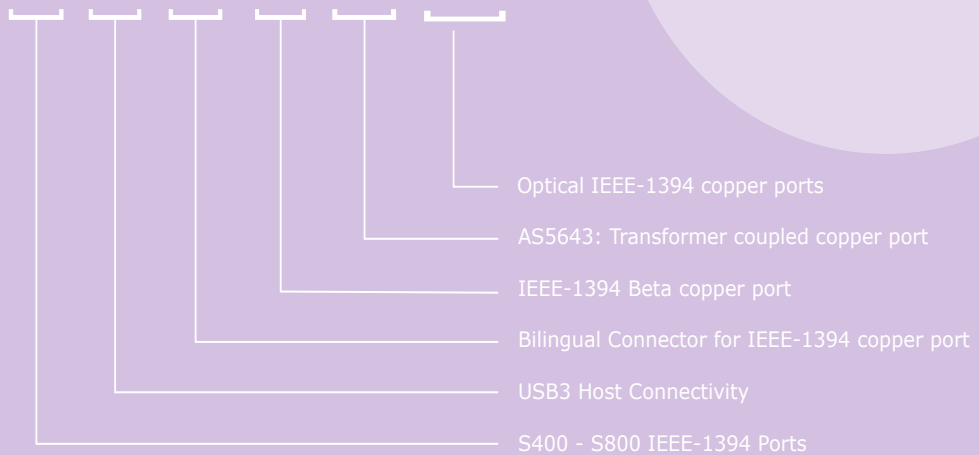 Optical IEEE-1394 copper ports
AS5643: Transformer coupled copper port
IEEE-1394 Beta copper port
Bilingual Connector for IEEE-1394 copper port
USB3 Host Connectivity
S400 - S800 IEEE-1394 Ports